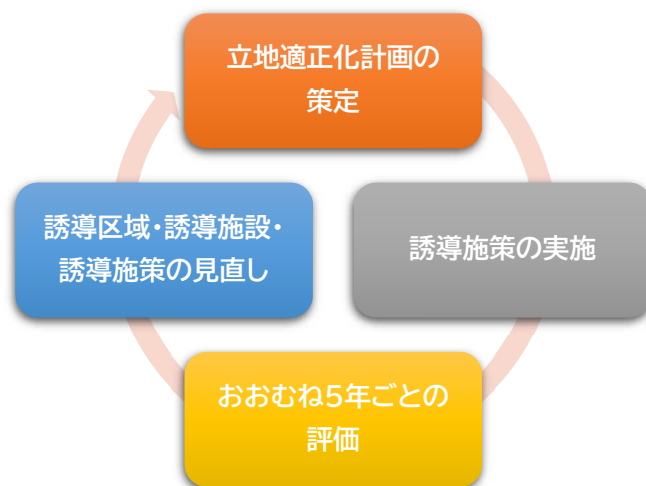 立地適正化計画の
策定
誘導施策の実施
おおむね5年ごとの
評価
誘導区域・誘導施設・
誘導施策の見直し